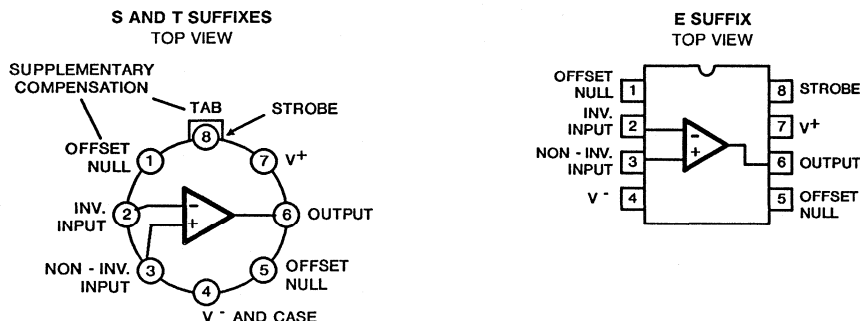 S AND T SUFFIXES
TOP VIEW
SUPPLEMENTARY
COMPENSATION
TAB
STROBE
OFFSET
NULL
1
8
7
V+
INV.
INPUT
2
−
+
6
OUTPUT
NON - INV.
INPUT
3
4
5
OFFSET
NULL
V - AND CASE
E SUFFIX
TOP VIEW
OFFSET
NULL
1
8
STROBE
INV.
INPUT
2
−
+
7
V+
NON - INV.
INPUT
3
6
OUTPUT
V -
4
5
OFFSET
NULL